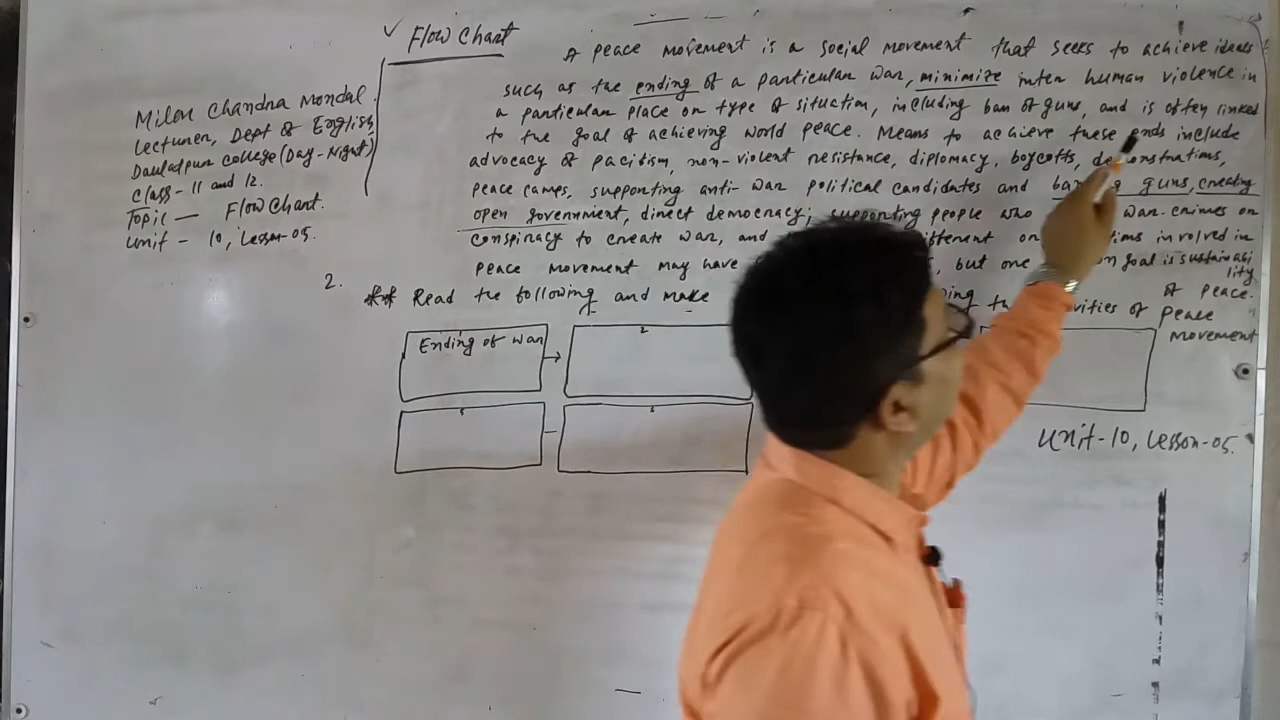 ✓ Flow Chart
Milon Chandra Mondal.
Lecturer, Dept of English,
Daulatpur College (Day-Night)
Class - 11 and 12.
Topic — Flow Chart.
Unit - 10, Lesson-05.
A peace movement is a social movement that seeks to achieve ideals
such as the ending of a particular war, minimize inter human violence in
a particular place or type of situation, including ban of guns, and is often linked
to the goal of achieving world peace. Means to achieve these ends include
advocacy of pacifism, non-violent resistance, diplomacy, boycotts, demonstrations,
peace camps, supporting anti-war political candidates and guns, creating
open government, direct democracy; supporting people who war-crimes or
conspiracy to create war, and different or involved in
peace movement may have , but one goal is sustainability
of peace.
2. ** Read the following and make the of peace
movement
Ending of war → 2
5 - 6
Unit-10, Lesson-05.